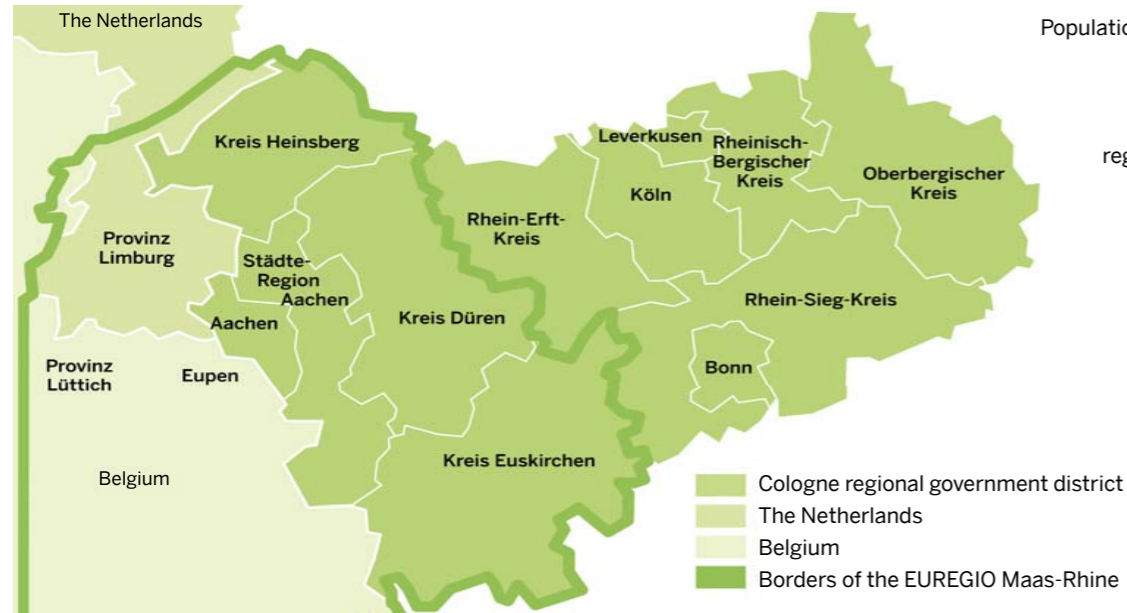 The Netherlands
Kreis Heinsberg
Leverkusen
Rheinisch-
Bergischer
Kreis
Oberbergischer
Kreis
Köln
Rhein-Erft-
Kreis
Provinz
Limburg
Städte-
Region
Aachen
Aachen
Kreis Düren
Rhein-Sieg-Kreis
Provinz
Lüttich
Eupen
Bonn
Kreis Euskirchen
Belgium
Cologne regional government district
The Netherlands
Belgium
Borders of the EUREGIO Maas-Rhine